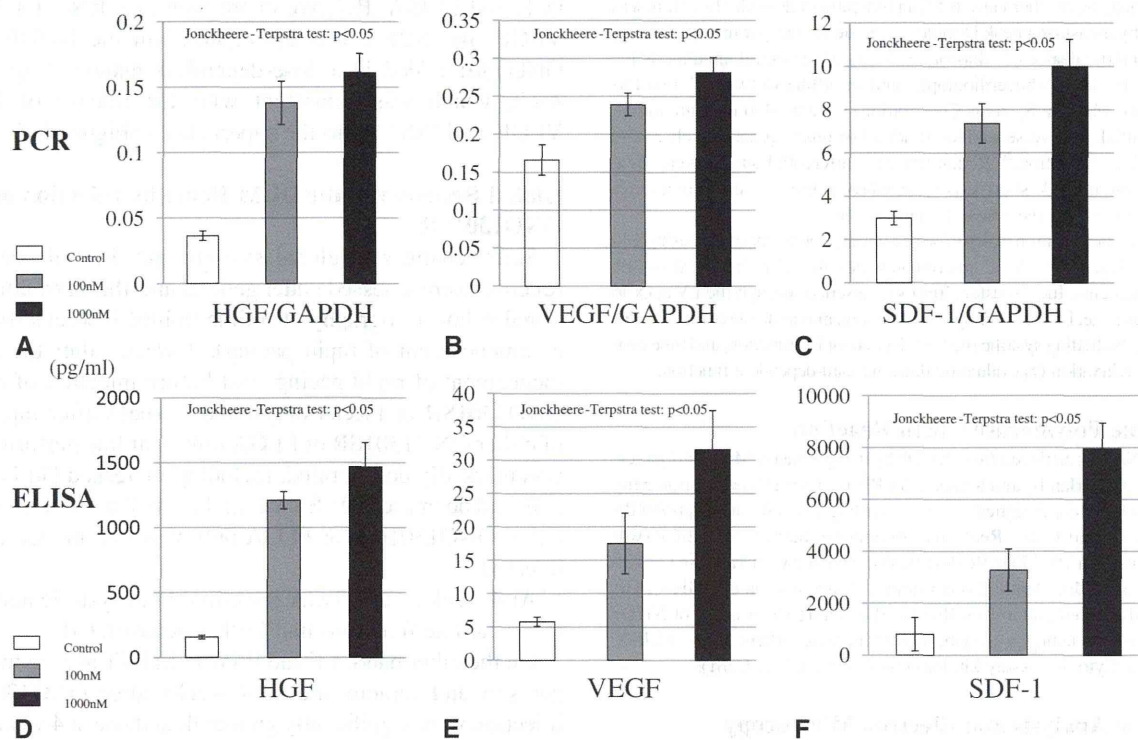 PCR
Control
100nM
1000nM
0.2
0.15
0.1
0.05
0
Jonckheere-Terpstra test: p<0.05
HGF/GAPDH
A
0.35
0.3
0.25
0.2
0.15
0.1
0.05
0
Jonckheere-Terpstra test: p<0.05
VEGF/GAPDH
B
12
10
8
6
4
2
0
Jonckheere-Terpstra test: p<0.05
SDF-1/GAPDH
C
(pg/ml)
ELISA
Control
100nM
1000nM
2000
1500
1000
500
0
Jonckheere-Terpstra test: p<0.05
HGF
D
40
35
30
25
20
15
10
5
0
Jonckheere-Terpstra test: p<0.05
VEGF
E
10000
8000
6000
4000
2000
0
Jonckheere-Terpstra test: p<0.05
SDF-1
F